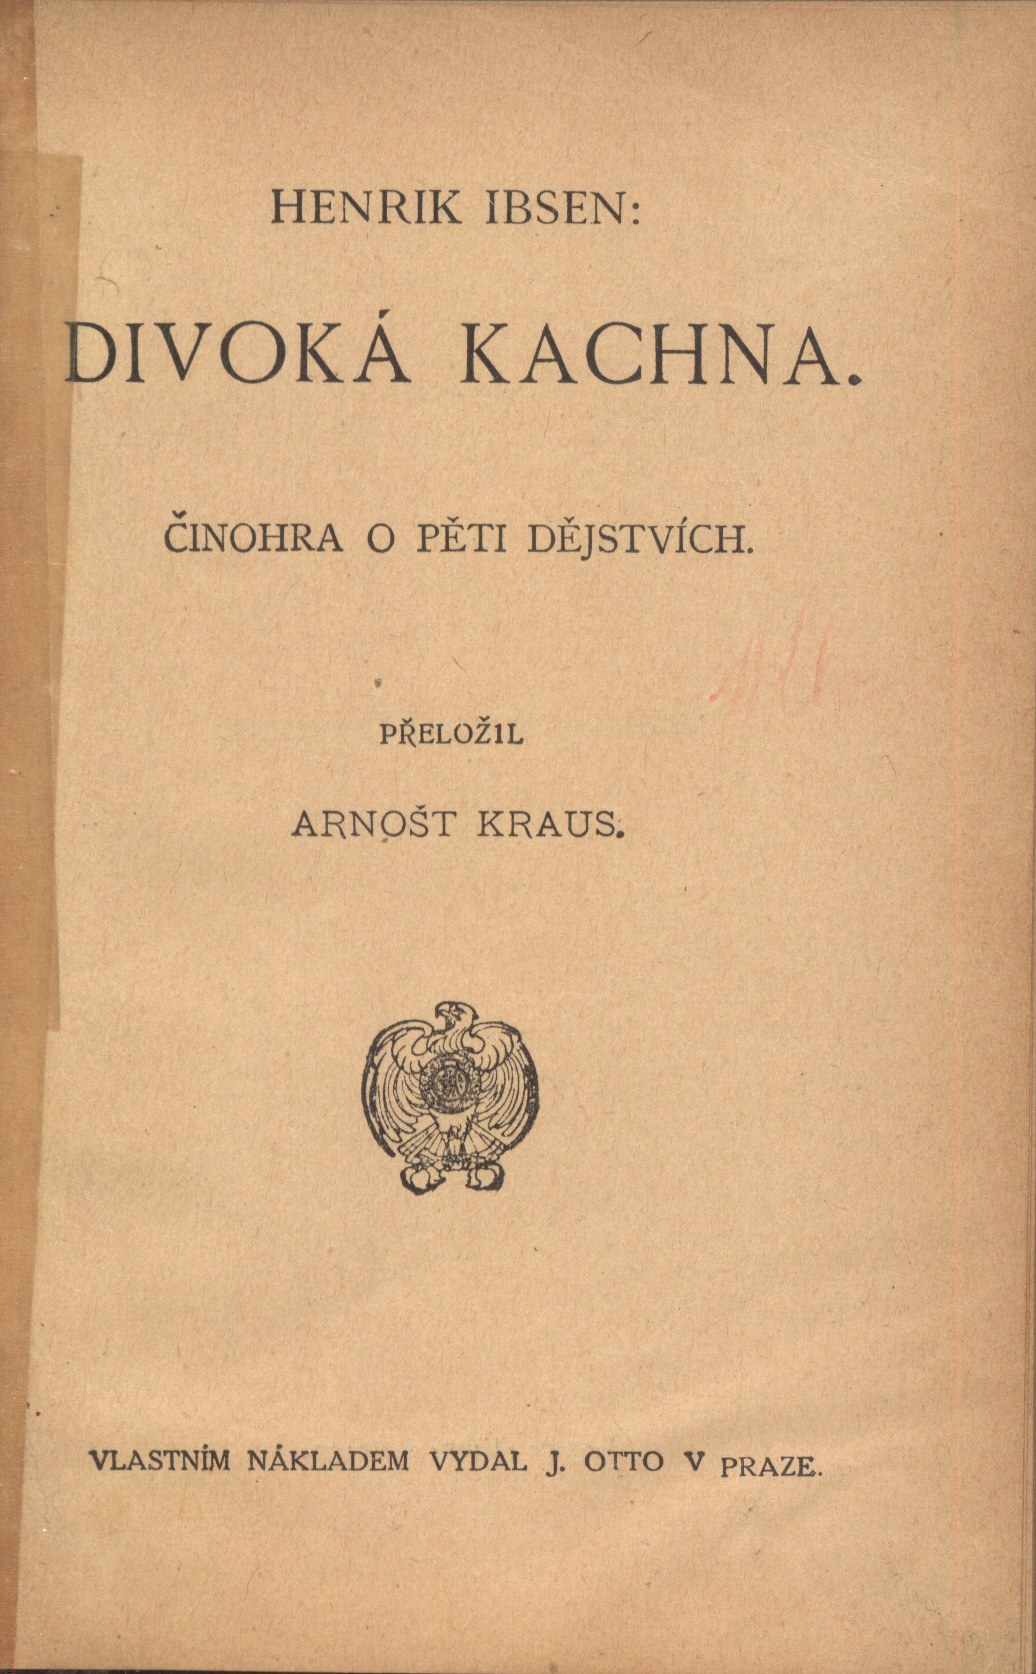 HENRIK IBSEN:
DIVOKÁ KACHNA.
ČINOHRA O PĚTI DĚJSTVÍCH.
PŘELOŽIL
ARNOŠT KRAUS.
VLASTNÍM NÁKLADEM VYDAL J. OTTO V PRAZE.